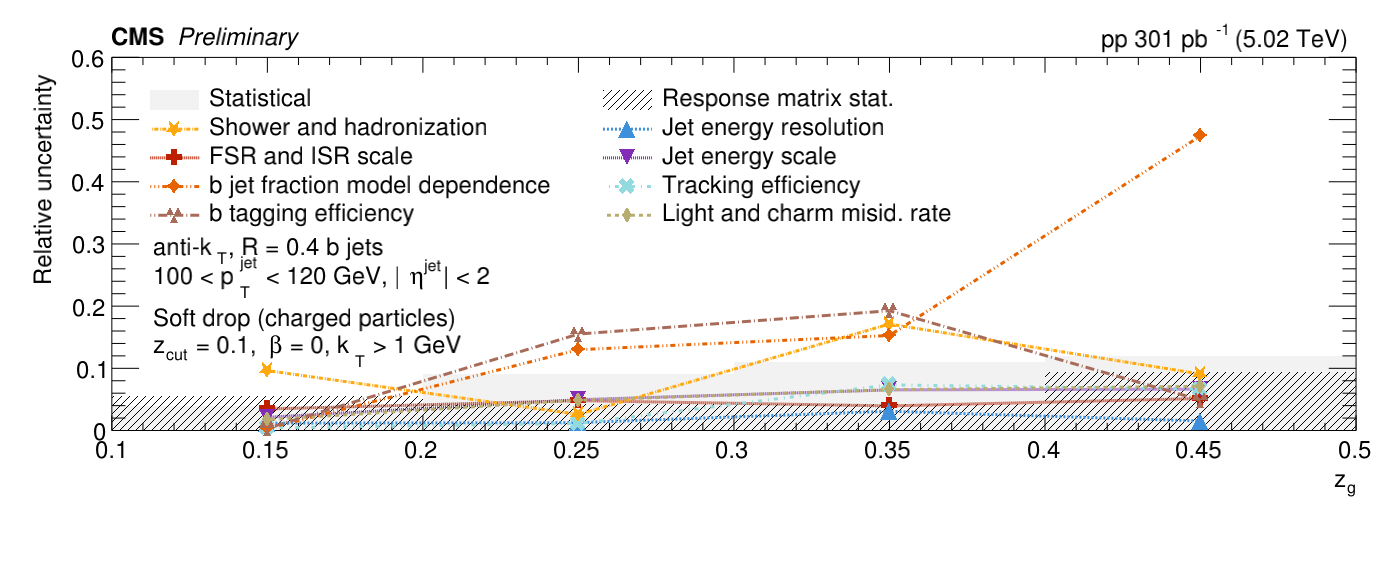 CMS Preliminary
pp 301 pb -1 (5.02 TeV)
Relative uncertainty
0.6
0.5
0.4
0.3
0.2
0.1
0
Statistical
Shower and hadronization
FSR and ISR scale
b jet fraction model dependence
b tagging efficiency
Response matrix stat.
Jet energy resolution
Jet energy scale
Tracking efficiency
Light and charm misid. rate
anti-k T, R = 0.4 b jets
100 < p T jet < 120 GeV, | η jet | < 2
Soft drop (charged particles)
z cut = 0.1, β = 0, k T > 1 GeV
0.1 0.15 0.2 0.25 0.3 0.35 0.4 0.45 0.5
z g